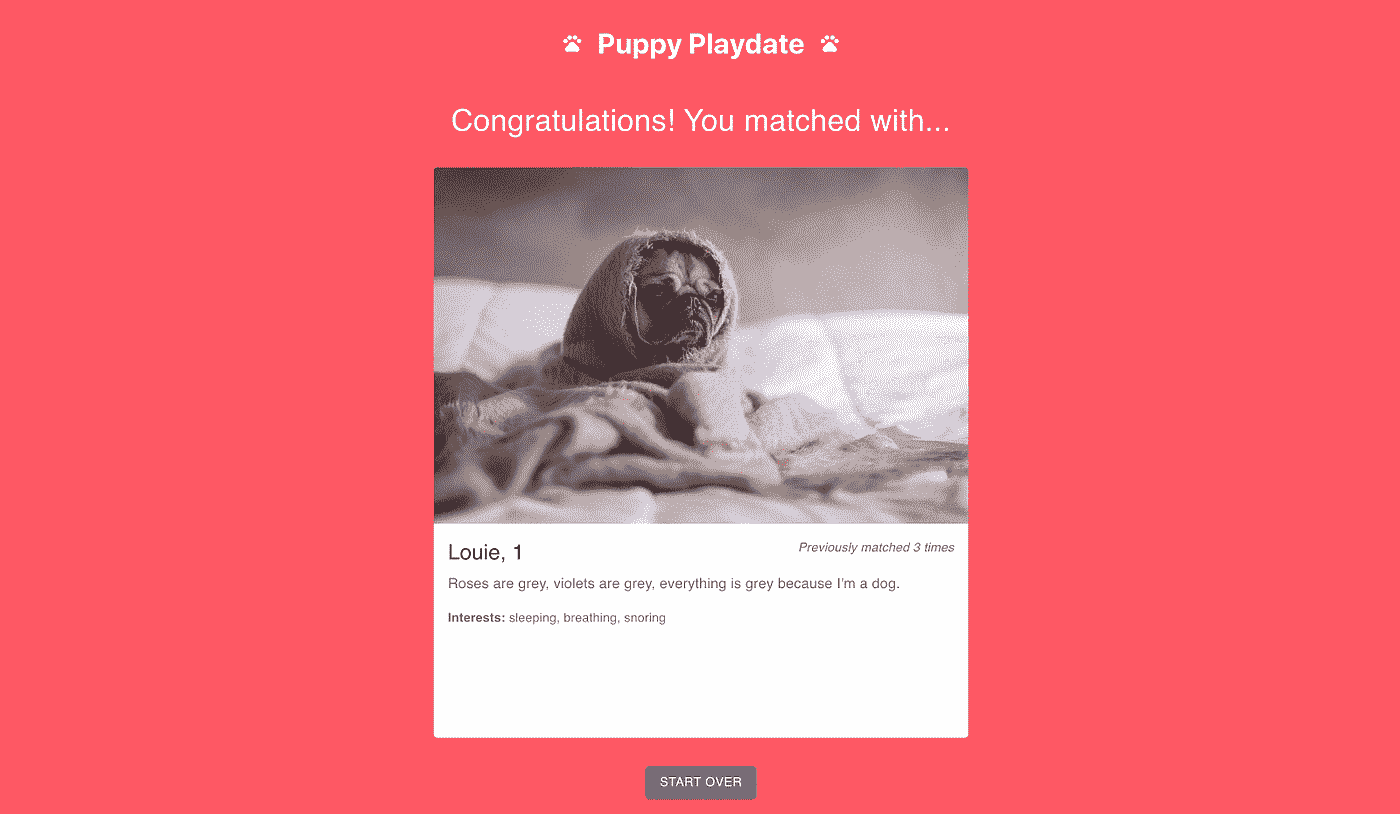 Puppy Playdate
Congratulations! You matched with...
Louie, 1
Previously matched 3 times
Roses are grey, violets are grey, everything is grey because I'm a dog.
Interests: sleeping, breathing, snoring
START OVER